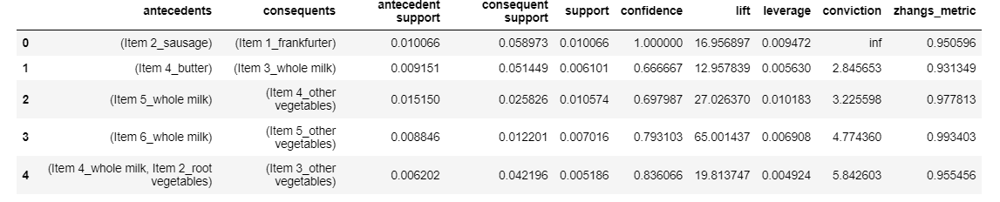 antecedents consequents antecedent support consequent support support confidence lift leverage conviction zhangs_metric
0 (Item 2_sausage) (Item 1_frankfurter) 0.010066 0.058973 0.010066 1.000000 16.956897 0.009472 inf 0.950596
1 (Item 4_butter) (Item 3_whole milk) 0.009151 0.051449 0.006101 0.666667 12.957839 0.005630 2.845653 0.931349
2 (Item 5_whole milk) (Item 4_other vegetables) 0.015150 0.025826 0.010574 0.697987 27.026370 0.010183 3.225598 0.977813
3 (Item 6_whole milk) (Item 5_other vegetables) 0.008846 0.012201 0.007016 0.793103 65.001437 0.006908 4.774360 0.993403
4 (Item 4_whole milk, Item 2_root vegetables) (Item 3_other vegetables) 0.006202 0.042196 0.005186 0.836066 19.813747 0.004924 5.842603 0.955456